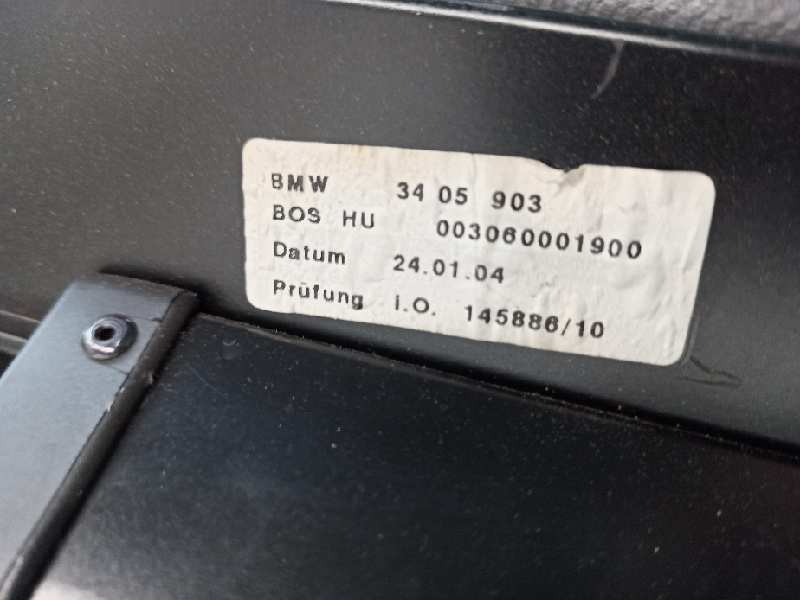 BMW 34 05 903
BOS HU 003060001900
Datum 24.01.04
Prüfung i.O. 145886/10